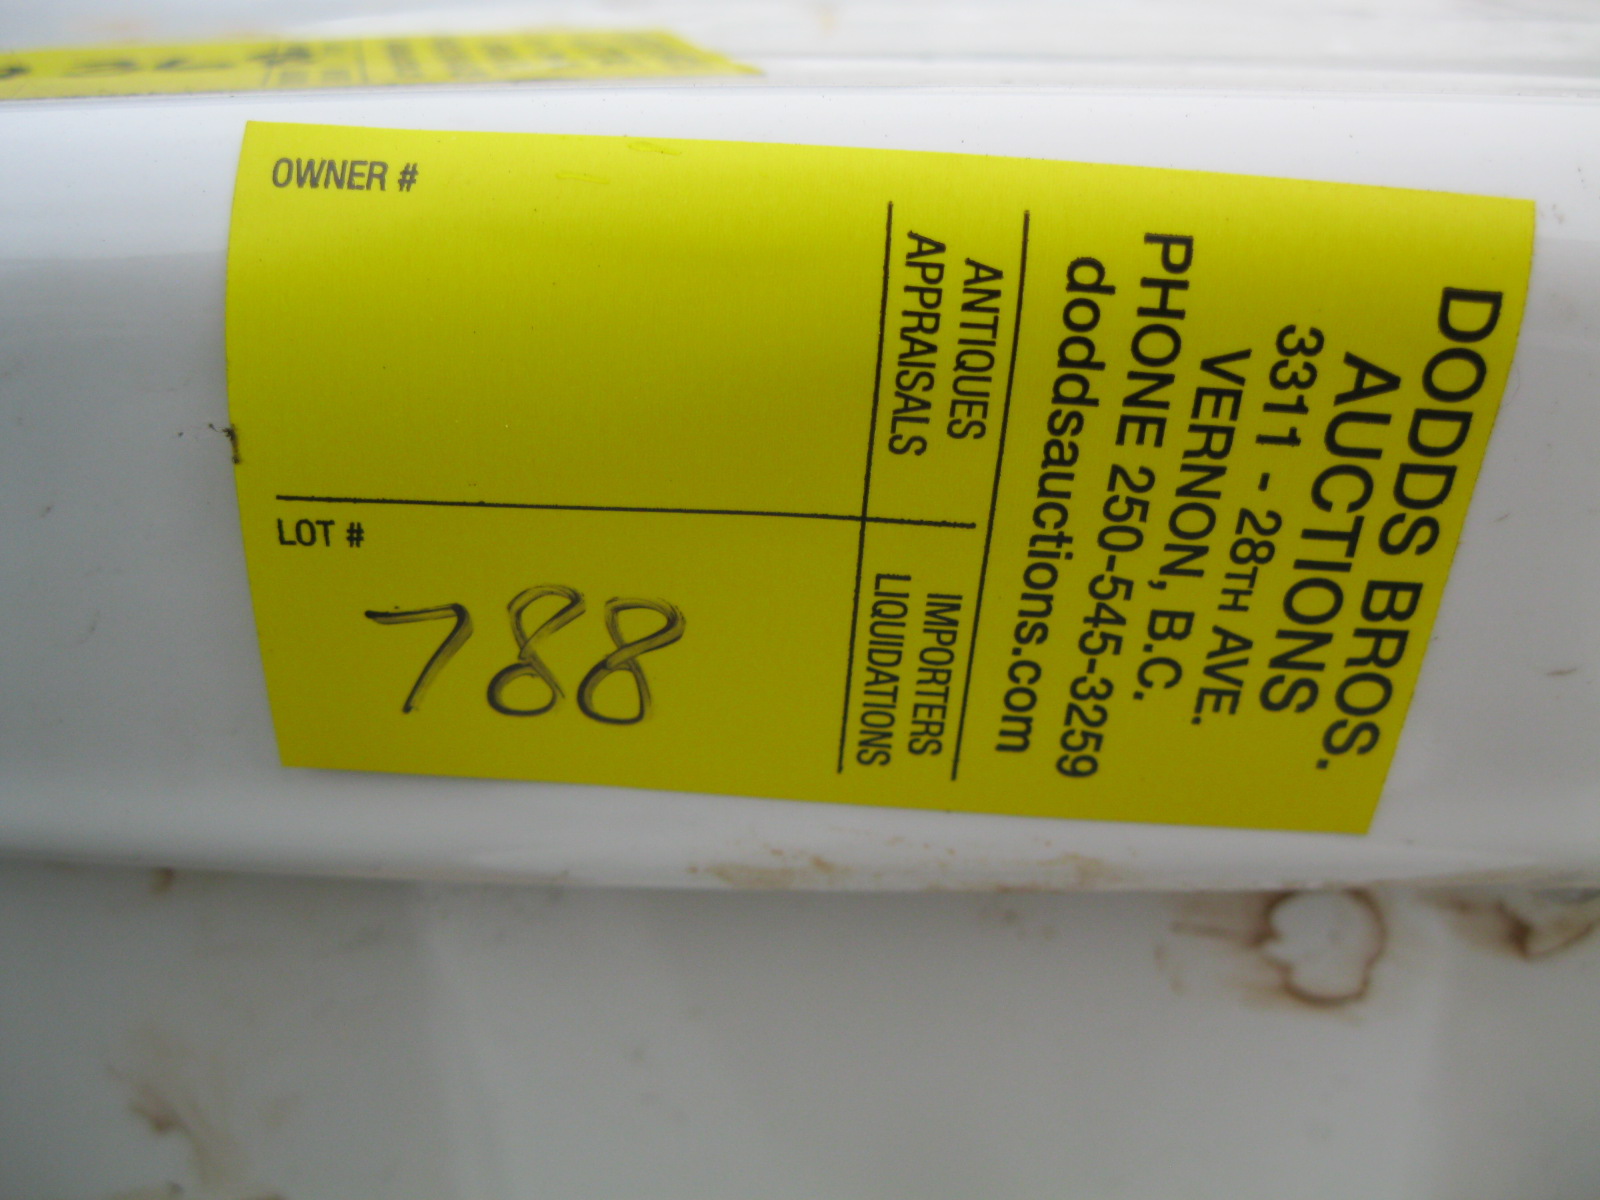 DODDS BROS.
AUCTIONS
3311 - 28TH AVE.
VERNON, B.C.
PHONE 250-545-3259
doddsauctions.com
ANTIQUES
APPRAISALS
IMPORTERS
LIQUIDATIONS
OWNER #
LOT #
788